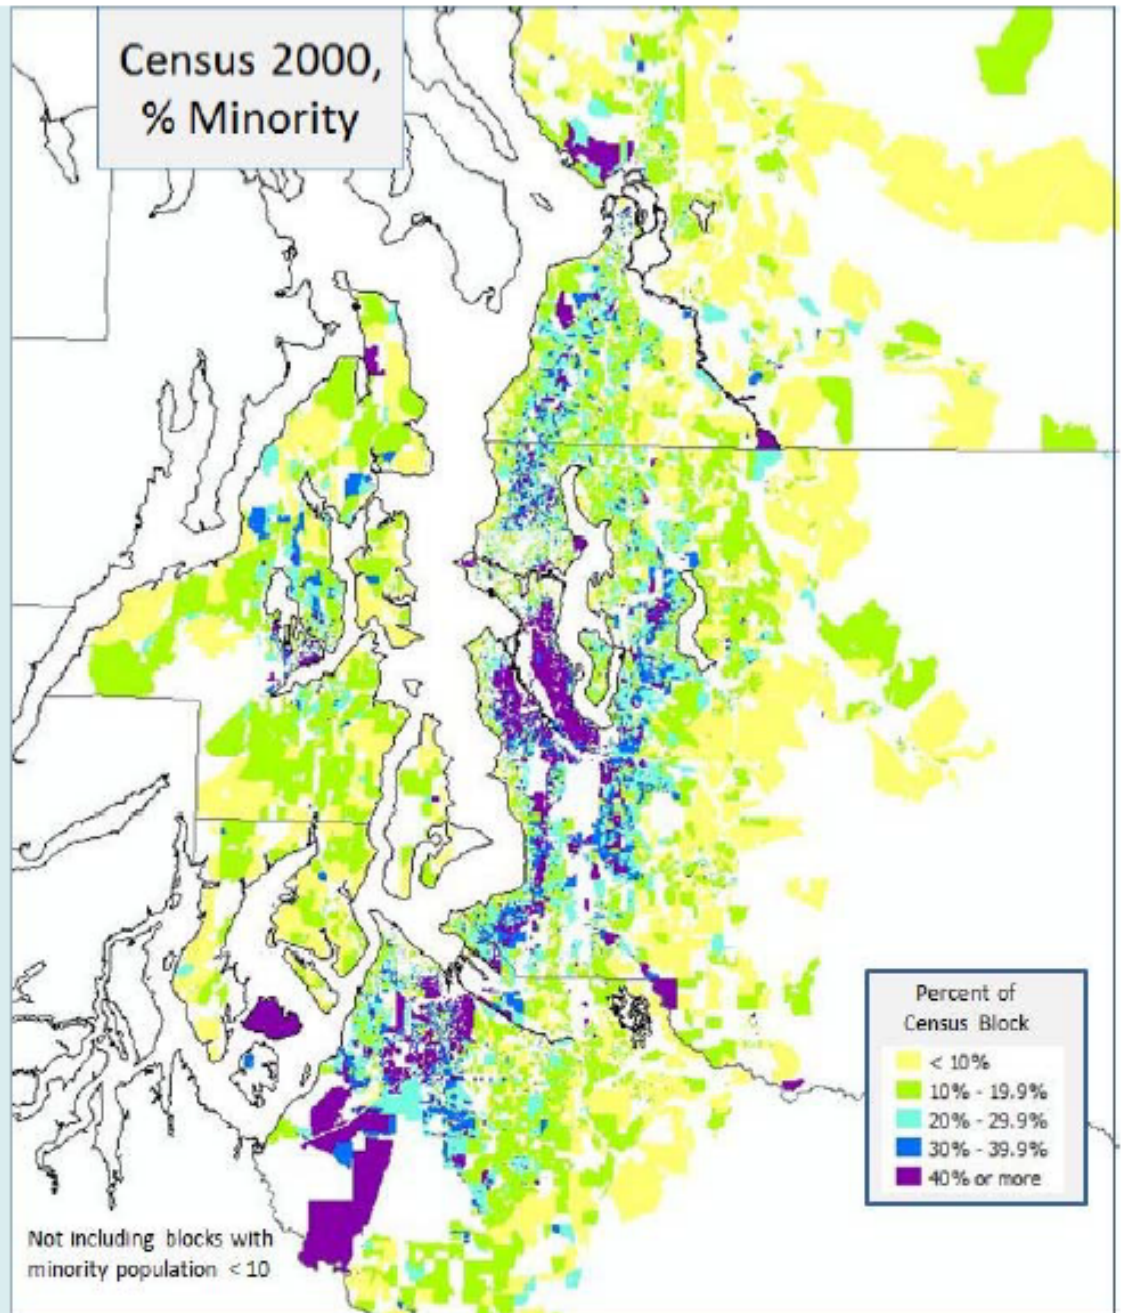 Census 2000,
% Minority
Percent of
Census Block
< 10%
10% - 19.9%
20% - 29.9%
30% - 39.9%
40% or more
Not including blocks with
minority population < 10